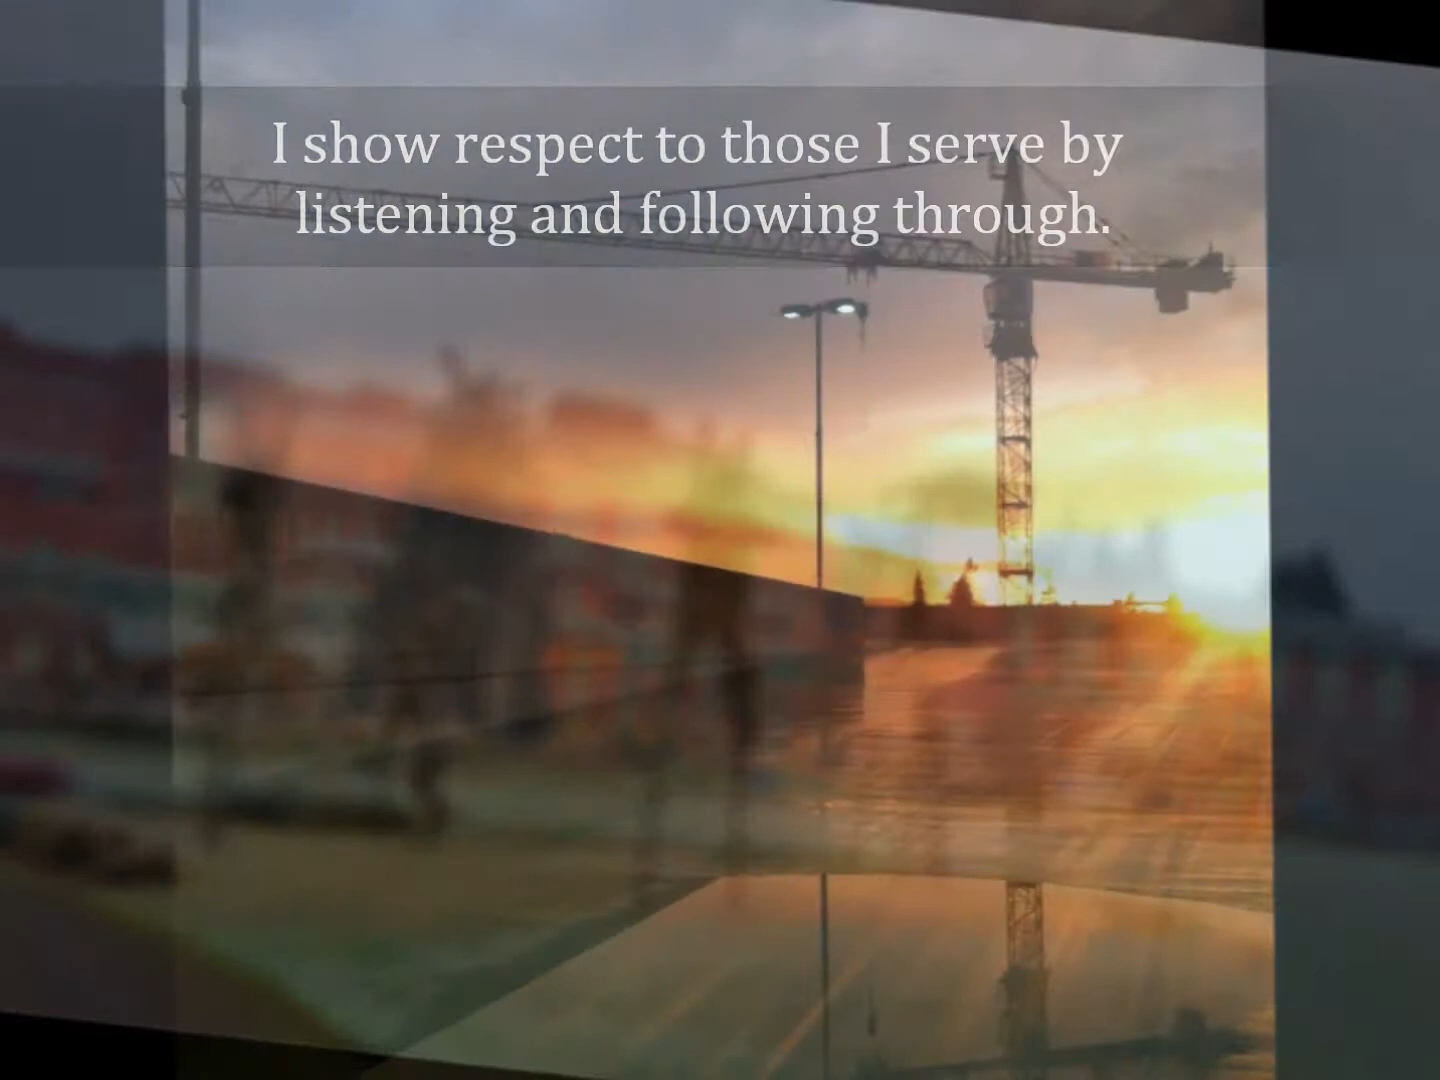 I show respect to those I serve by
listening and following through.